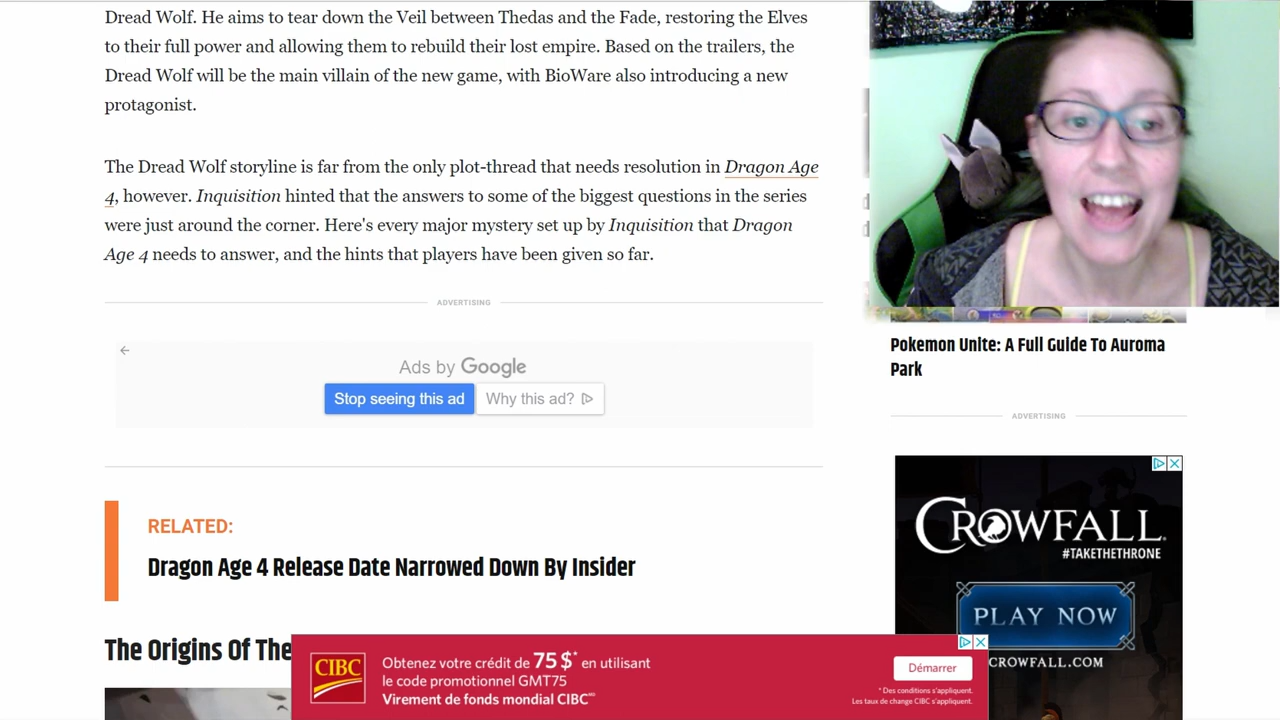 Dread Wolf. He aims to tear down the Veil between Thedas and the Fade, restoring the Elves
to their full power and allowing them to rebuild their lost empire. Based on the trailers, the
Dread Wolf will be the main villain of the new game, with BioWare also introducing a new
protagonist.
The Dread Wolf storyline is far from the only plot-thread that needs resolution in Dragon Age
4, however. Inquisition hinted that the answers to some of the biggest questions in the series
were just around the corner. Here's every major mystery set up by Inquisition that Dragon
Age 4 needs to answer, and the hints that players have been given so far.
ADVERTISING
Ads by Google
Stop seeing this ad
Why this ad?
RELATED:
Dragon Age 4 Release Date Narrowed Down By Insider
The Origins Of The
Pokemon Unite: A Full Guide To Auroma
Park
ADVERTISING
CROWFALL
#TAKETHETHRONE
PLAY NOW
CROWFALL.COM
CIBC
Obtenez votre crédit de 75 $* en utilisant
le code promotionnel GMT75
Virement de fonds mondial CIBCMC
Démarrer
* Des conditions s'appliquent.
Les taux de change CIBC s'appliquent.